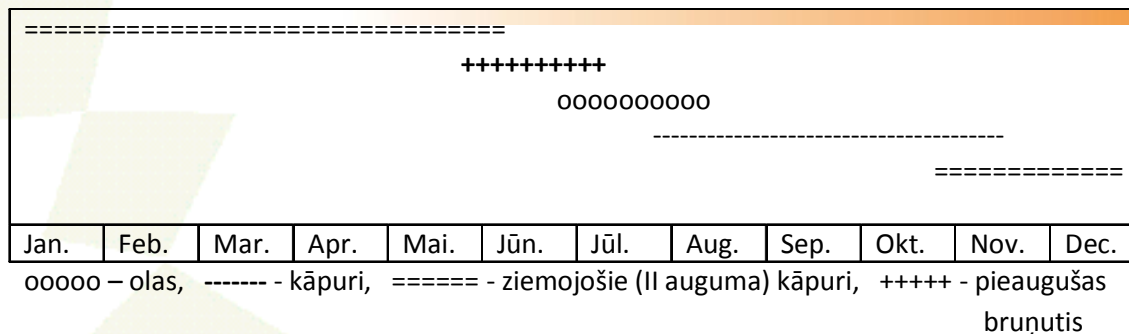 =================================
++++++++++
oooooooooo
---------------------------------------
=============
Jan. Feb. Mar. Apr. Mai. Jūn. Jūl. Aug. Sep. Okt. Nov. Dec.
ooooo – olas, ------- - kāpuri, ====== - ziemojošie (II auguma) kāpuri, +++++ - pieaugušas
bruņutis